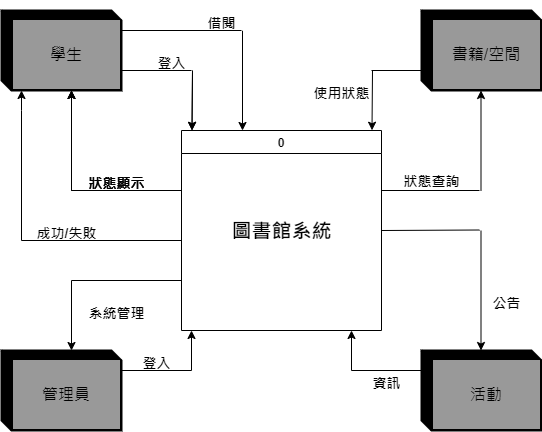 借閱
學生
書籍/空間
登入
使用狀態
0
狀態顯示
狀態查詢
圖書館系統
成功/失敗
公告
系統管理
登入
資訊
管理員
活動